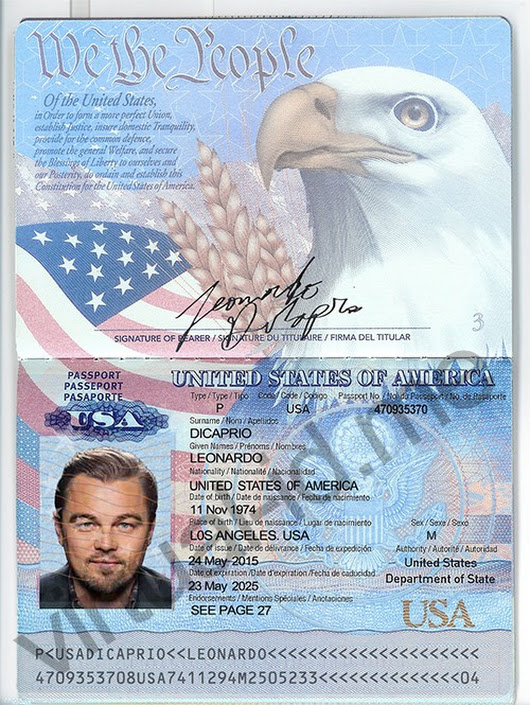 We the People
Of the United States,
in Order to form a more perfect Union,
establish Justice, insure domestic Tranquility,
provide for the common defence,
promote the general Welfare, and secure
the Blessings of Liberty to ourselves and
our Posterity, do ordain and establish this
Constitution for the United States of America.
Leonardo
DiCaprio
3
SIGNATURE OF BEARER / SIGNATURE DU TITULAIRE / FIRMA DEL TITULAR
PASSPORT
PASSEPORT
PASAPORTE
USA
UNITED STATES OF AMERICA
Type / Type / Tipo Code / Code / Codigo Passport No / No. du Passeport / No. de Pasaporte
P USA 470935370
Surname / Nom / Apellidos
DICAPRIO
Given Names / Prénoms / Nombres
LEONARDO
Nationality / Nationalité / Nacionalidad
UNITED STATES OF AMERICA
Date of birth / Date de naissance / Fecha de nacimiento
11 Nov 1974
Place of birth / Lieu de naissance / Lugar de nacimiento Sex / Sexe / Sexo
LOS ANGELES. USA M
Date of issue / Date de délivrance / Fecha de expedición Authority / Autorité / Autoridad
24 May 2015 United States
Date of expiration / Date d'expiration / Fecha de caducidad Department of State
23 May 2025
Endorsements / Mentions Spéciales / Anotaciones
SEE PAGE 27
USA
P<USADICAPRIO<<LEONARDO<<<<<<<<<<<<<<<<<<<<<
4709353708USA7411294M2505233<<<<<<<<<<<<<<04